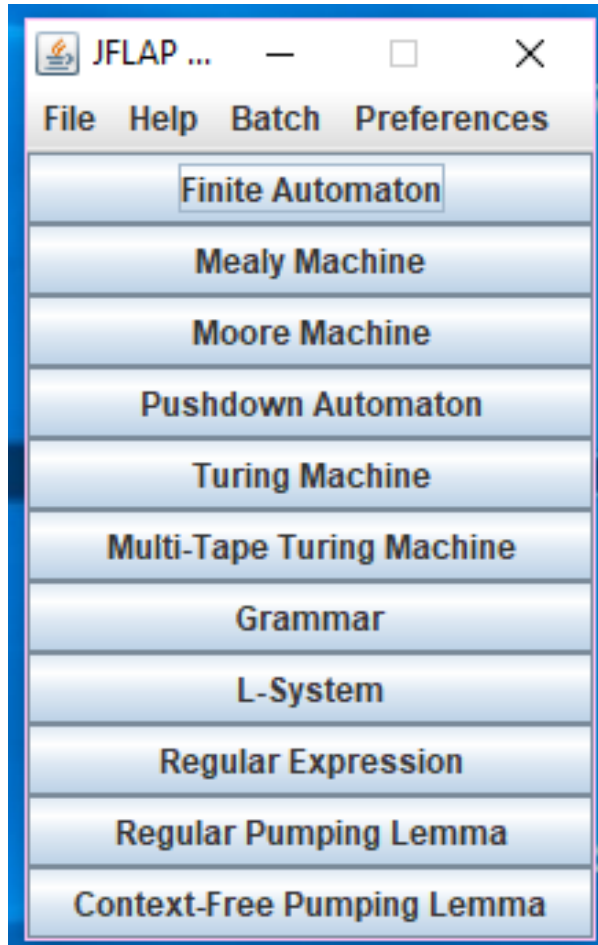 JFLAP ...
File Help Batch Preferences
Finite Automaton
Mealy Machine
Moore Machine
Pushdown Automaton
Turing Machine
Multi-Tape Turing Machine
Grammar
L-System
Regular Expression
Regular Pumping Lemma
Context-Free Pumping Lemma